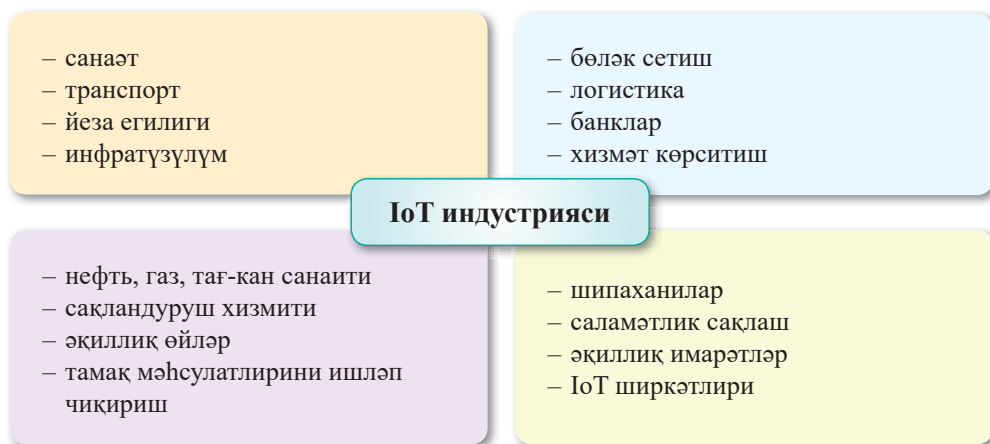 – санаәт
– транспорт
– йеза егилиги
– инфратүзүлүм
– бөләк сетиш
– логистика
– банклар
– хизмәт көрситиш
IoT индустрияси
– нефть, газ, тағ-кан санаити
– сақландуруш хизмити
– әқиллиқ өйләр
– тамақ мәһсулатлирини ишләп
чиқириш
– шипаханилар
– саламәтлик сақлаш
– әқиллиқ имарәтләр
– IoT ширкәтлири